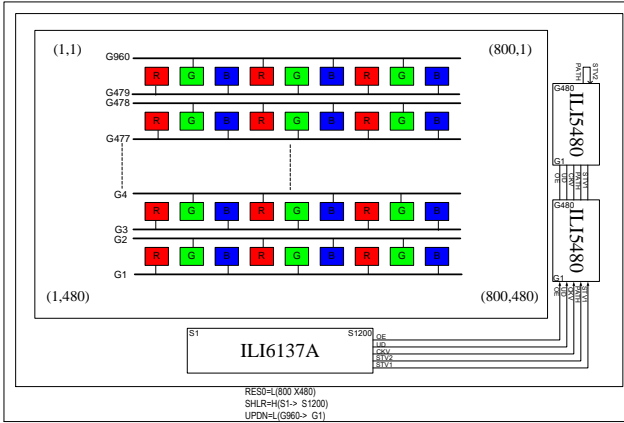 (1,1)
(800,1)
G960
R G B R G B R G B
G479
G478
R G B R G B R G B
G477
G4
R G B R G B R G B
G3
G2
R G B R G B R G B
G1
(1,480)
(800,480)
STV2
PATH
G480
ILI5480
G1
OE
UD
CKV
PATH
STV1
G480
ILI5480
G1
OE
UD
CKV
PATH
STV1
S1
S1200
ILI6137A
OE
UD
CKV
STV2
STV1
RES0=L(800 X480)
SHLR=H(S1-> S1200)
UPDN=L(G960-> G1)